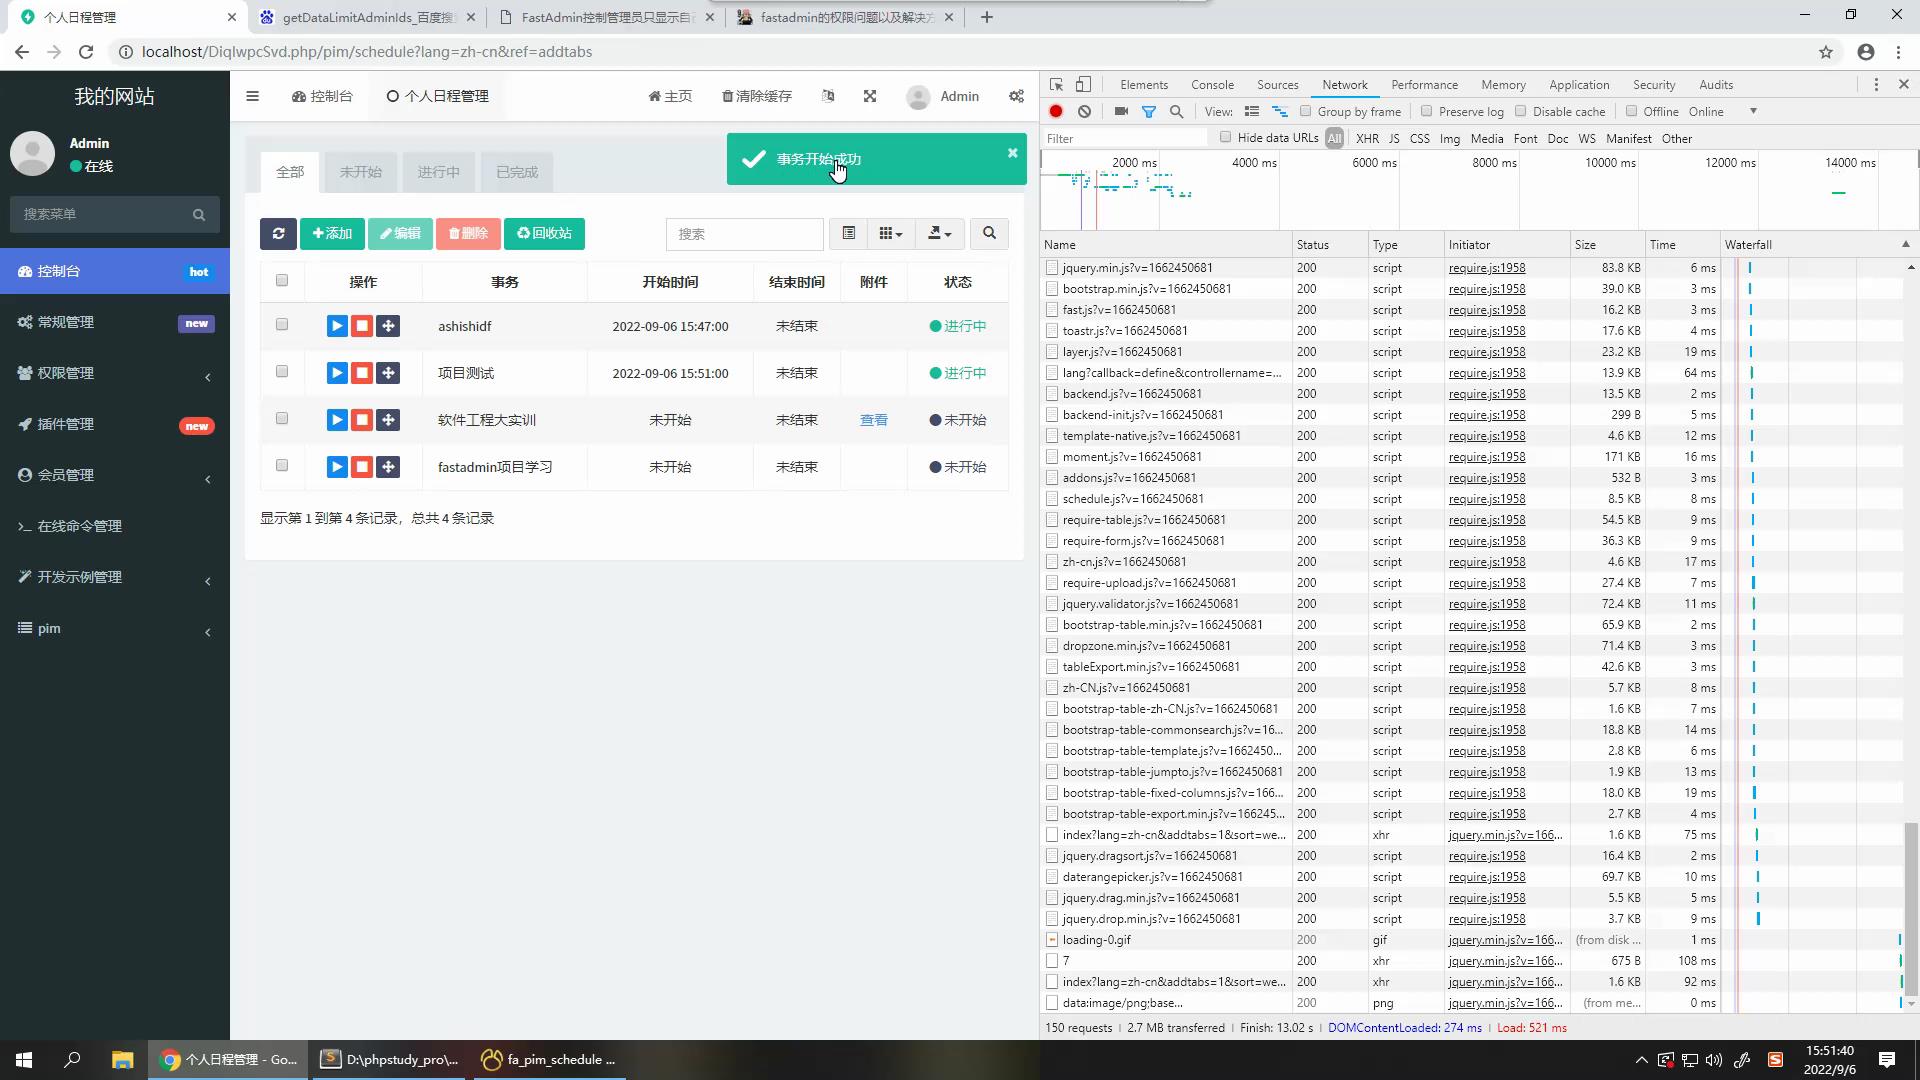 个人日程管理
getDataLimitAdminIds_百度搜
FastAdmin控制管理员只显示自
fastadmin的权限问题以及解决方
localhost/DiqlwpcSvd.php/pim/schedule?lang=zh-cn&ref=addtabs
我的网站
Admin
在线
搜索菜单
控制台 hot
常规管理 new
权限管理
插件管理 new
会员管理
在线命令管理
开发示例管理
pim
控制台 个人日程管理 主页 清除缓存 Admin
事务开始成功
全部 未开始 进行中 已完成
添加 编辑 删除 回收站 搜索
操作 事务 开始时间 结束时间 附件 状态
ashishidf 2022-09-06 15:47:00 未结束 进行中
项目测试 2022-09-06 15:51:00 未结束 进行中
软件工程大实训 未开始 未结束 查看 未开始
fastadmin项目学习 未开始 未结束 未开始
显示第 1 到第 4 条记录，总共 4 条记录
Elements Console Sources Network Performance Memory Application Security Audits
View: Group by frame Preserve log Disable cache Offline Online
Filter Hide data URLs All XHR JS CSS Img Media Font Doc WS Manifest Other
2000 ms 4000 ms 6000 ms 8000 ms 10000 ms 12000 ms 14000 ms
Name Status Type Initiator Size Time Waterfall
jquery.min.js?v=1662450681 200 script require.js:1958 83.8 KB 6 ms
bootstrap.min.js?v=1662450681 200 script require.js:1958 39.0 KB 3 ms
fast.js?v=1662450681 200 script require.js:1958 16.2 KB 3 ms
toastr.js?v=1662450681 200 script require.js:1958 17.6 KB 4 ms
layer.js?v=1662450681 200 script require.js:1958 23.2 KB 19 ms
lang?callback=define&controllername=... 200 script require.js:1958 13.9 KB 64 ms
backend.js?v=1662450681 200 script require.js:1958 13.5 KB 2 ms
backend-init.js?v=1662450681 200 script require.js:1958 299 B 5 ms
template-native.js?v=1662450681 200 script require.js:1958 4.6 KB 12 ms
moment.js?v=1662450681 200 script require.js:1958 171 KB 16 ms
addons.js?v=1662450681 200 script require.js:1958 532 B 3 ms
schedule.js?v=1662450681 200 script require.js:1958 8.5 KB 8 ms
require-table.js?v=1662450681 200 script require.js:1958 54.5 KB 9 ms
require-form.js?v=1662450681 200 script require.js:1958 36.3 KB 9 ms
zh-cn.js?v=1662450681 200 script require.js:1958 4.6 KB 17 ms
require-upload.js?v=1662450681 200 script require.js:1958 27.4 KB 7 ms
jquery.validator.js?v=1662450681 200 script require.js:1958 72.4 KB 11 ms
bootstrap-table.min.js?v=1662450681 200 script require.js:1958 65.9 KB 2 ms
dropzone.min.js?v=1662450681 200 script require.js:1958 71.4 KB 3 ms
tableExport.min.js?v=1662450681 200 script require.js:1958 42.6 KB 3 ms
zh-CN.js?v=1662450681 200 script require.js:1958 5.7 KB 8 ms
bootstrap-table-zh-CN.js?v=1662450681 200 script require.js:1958 1.6 KB 7 ms
bootstrap-table-commonsearch.js?v=16... 200 script require.js:1958 18.8 KB 14 ms
bootstrap-table-template.js?v=1662450... 200 script require.js:1958 2.8 KB 6 ms
bootstrap-table-jumpto.js?v=1662450681 200 script require.js:1958 1.9 KB 13 ms
bootstrap-table-fixed-columns.js?v=166... 200 script require.js:1958 18.0 KB 19 ms
bootstrap-table-export.min.js?v=166245... 200 script require.js:1958 2.7 KB 4 ms
index?lang=zh-cn&addtabs=1&sort=we... 200 xhr jquery.min.js?v=166... 1.6 KB 75 ms
jquery.dragsort.js?v=1662450681 200 script require.js:1958 16.4 KB 2 ms
daterangepicker.js?v=1662450681 200 script require.js:1958 69.7 KB 10 ms
jquery.drag.min.js?v=1662450681 200 script require.js:1958 5.5 KB 5 ms
jquery.drop.min.js?v=1662450681 200 script require.js:1958 3.7 KB 9 ms
loading-0.gif 200 gif jquery.min.js?v=166... (from disk ... 1 ms
7 200 xhr jquery.min.js?v=166... 675 B 108 ms
index?lang=zh-cn&addtabs=1&sort=we... 200 xhr jquery.min.js?v=166... 1.6 KB 92 ms
data:image/png;base... 200 png jquery.min.js?v=166... (from me... 0 ms
150 requests | 2.7 MB transferred | Finish: 13.02 s | DOMContentLoaded: 274 ms | Load: 521 ms
个人日程管理 - Go...
D:\phpstudy_pro\...
fa_pim_schedule ...
15:51:40
2022/9/6